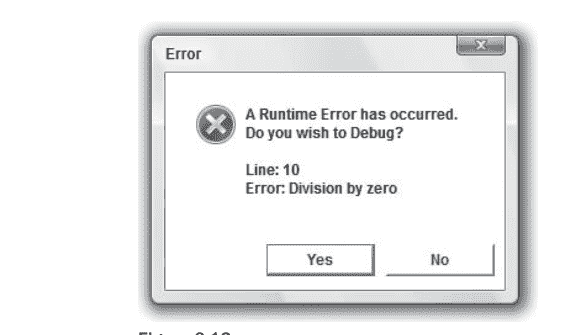 Error
A Runtime Error has occurred.
Do you wish to Debug?
Line: 10
Error: Division by zero
Yes
No